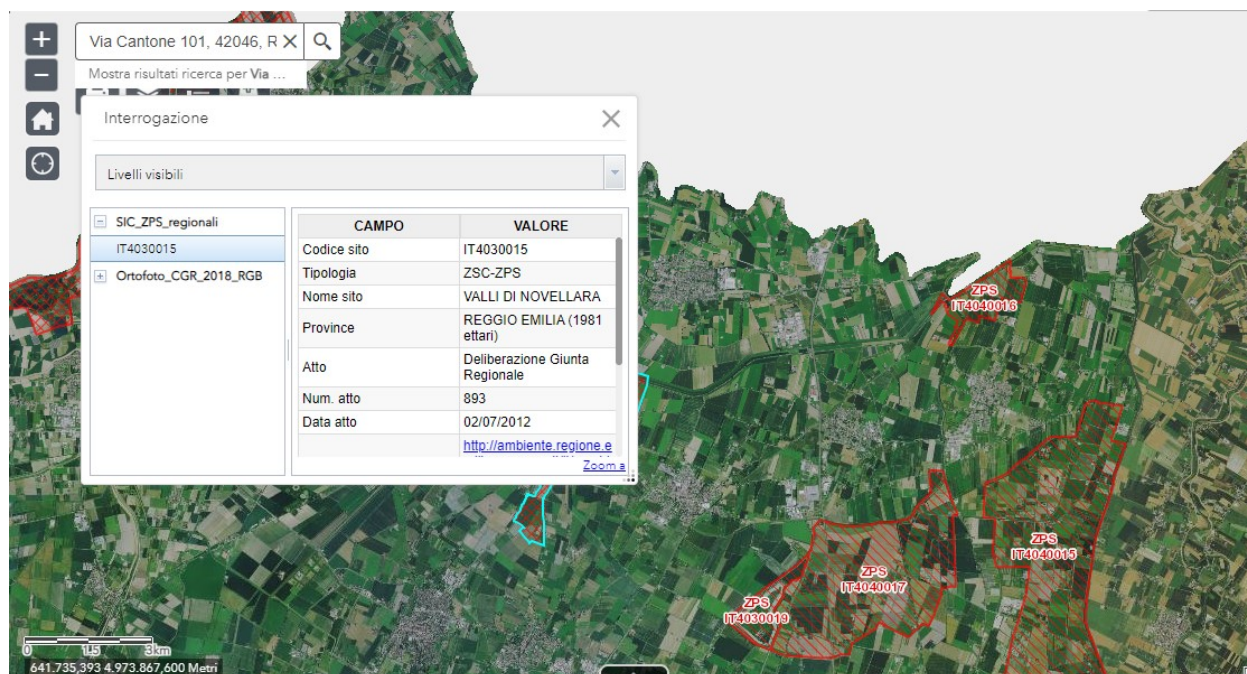 +
Via Cantone 101, 42046, R
−
Mostra risultati ricerca per Via ...
Interrogazione
Livelli visibili
SIC_ZPS_regionali
IT4030015
Ortofoto_CGR_2018_RGB
CAMPO VALORE
Codice sito IT4030015
Tipologia ZSC-ZPS
Nome sito VALLI DI NOVELLARA
Province REGGIO EMILIA (1981
ettari)
Atto Deliberazione Giunta
Regionale
Num. atto 893
Data atto 02/07/2012
http://ambiente.regione.e
Zoom a
ZPS
IT4040016
ZPS
IT4040015
ZPS
IT4040017
ZPS
IT4030019
0 1.5 3km
641.735,393 4.973.867,600 Metri